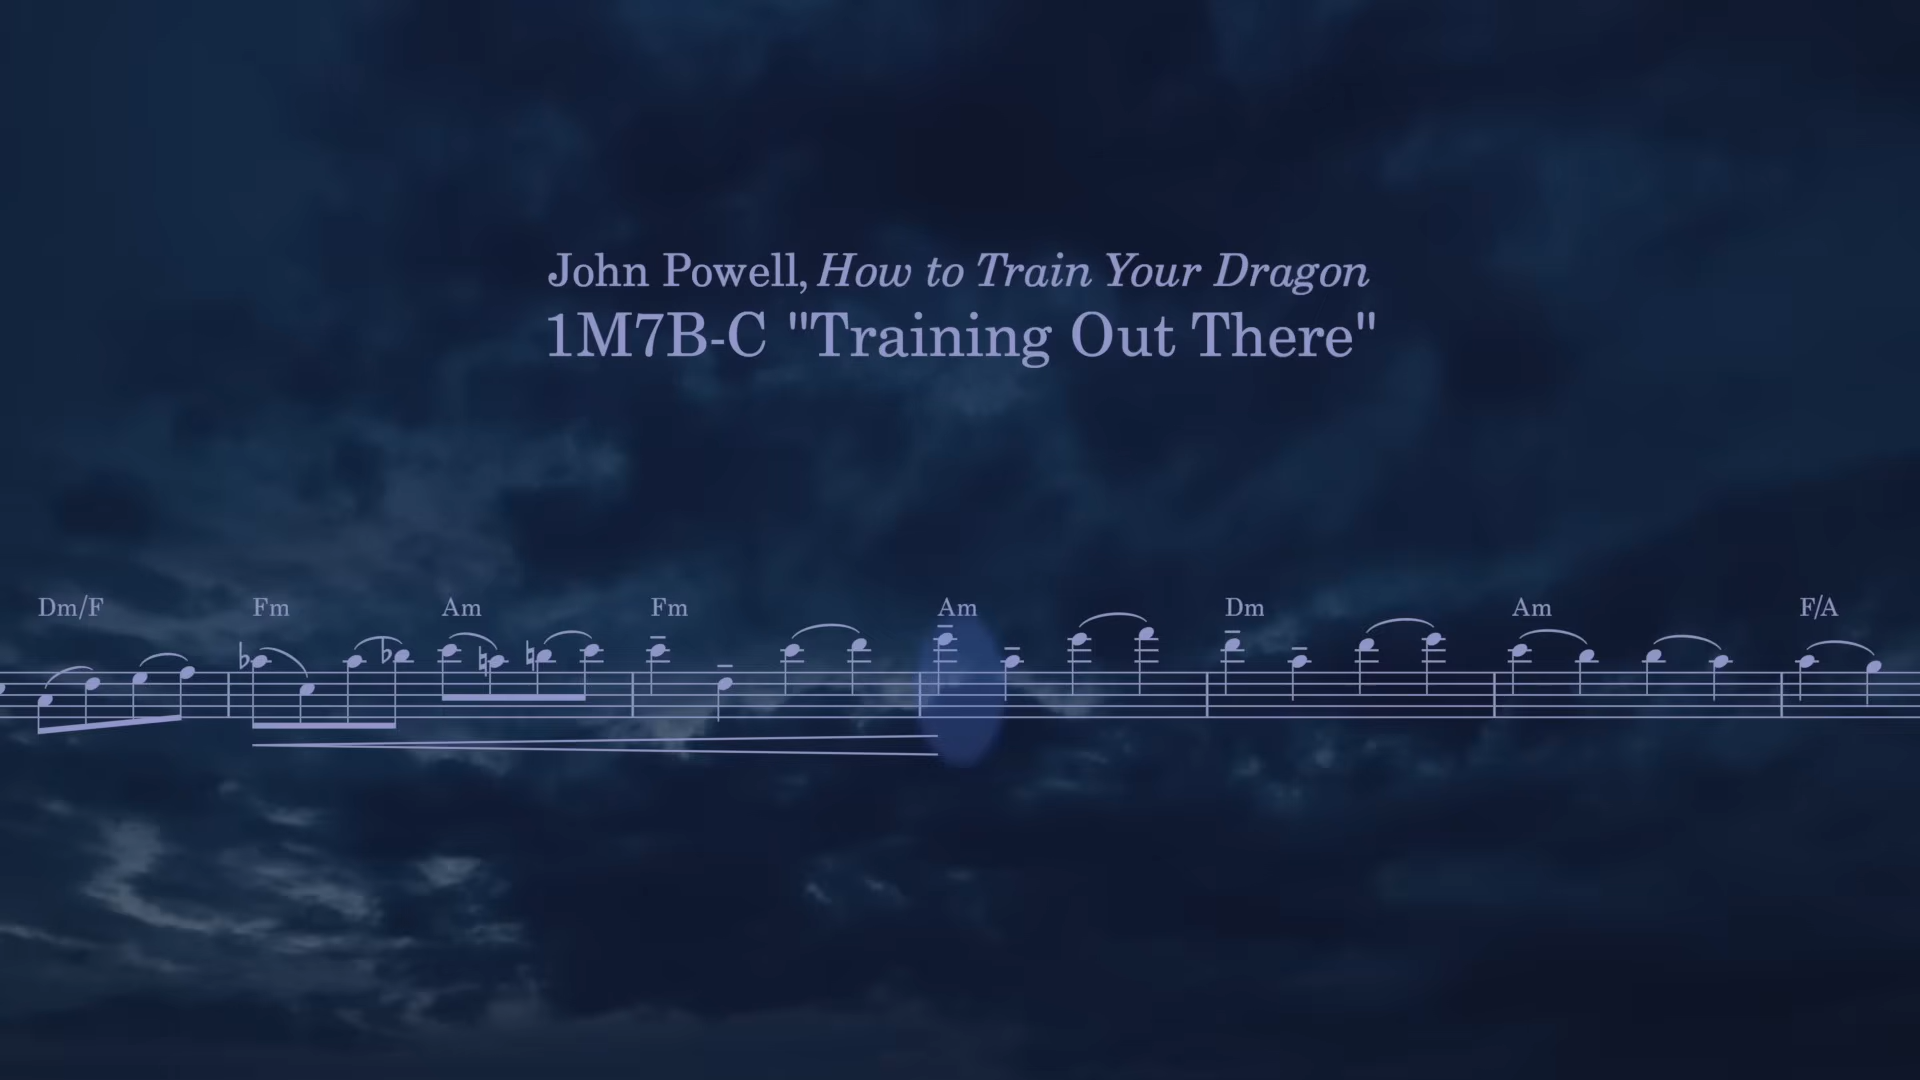 John Powell, How to Train Your Dragon
1M7B-C "Training Out There"
Dm/F Fm Am Fm Am Dm Am F/A